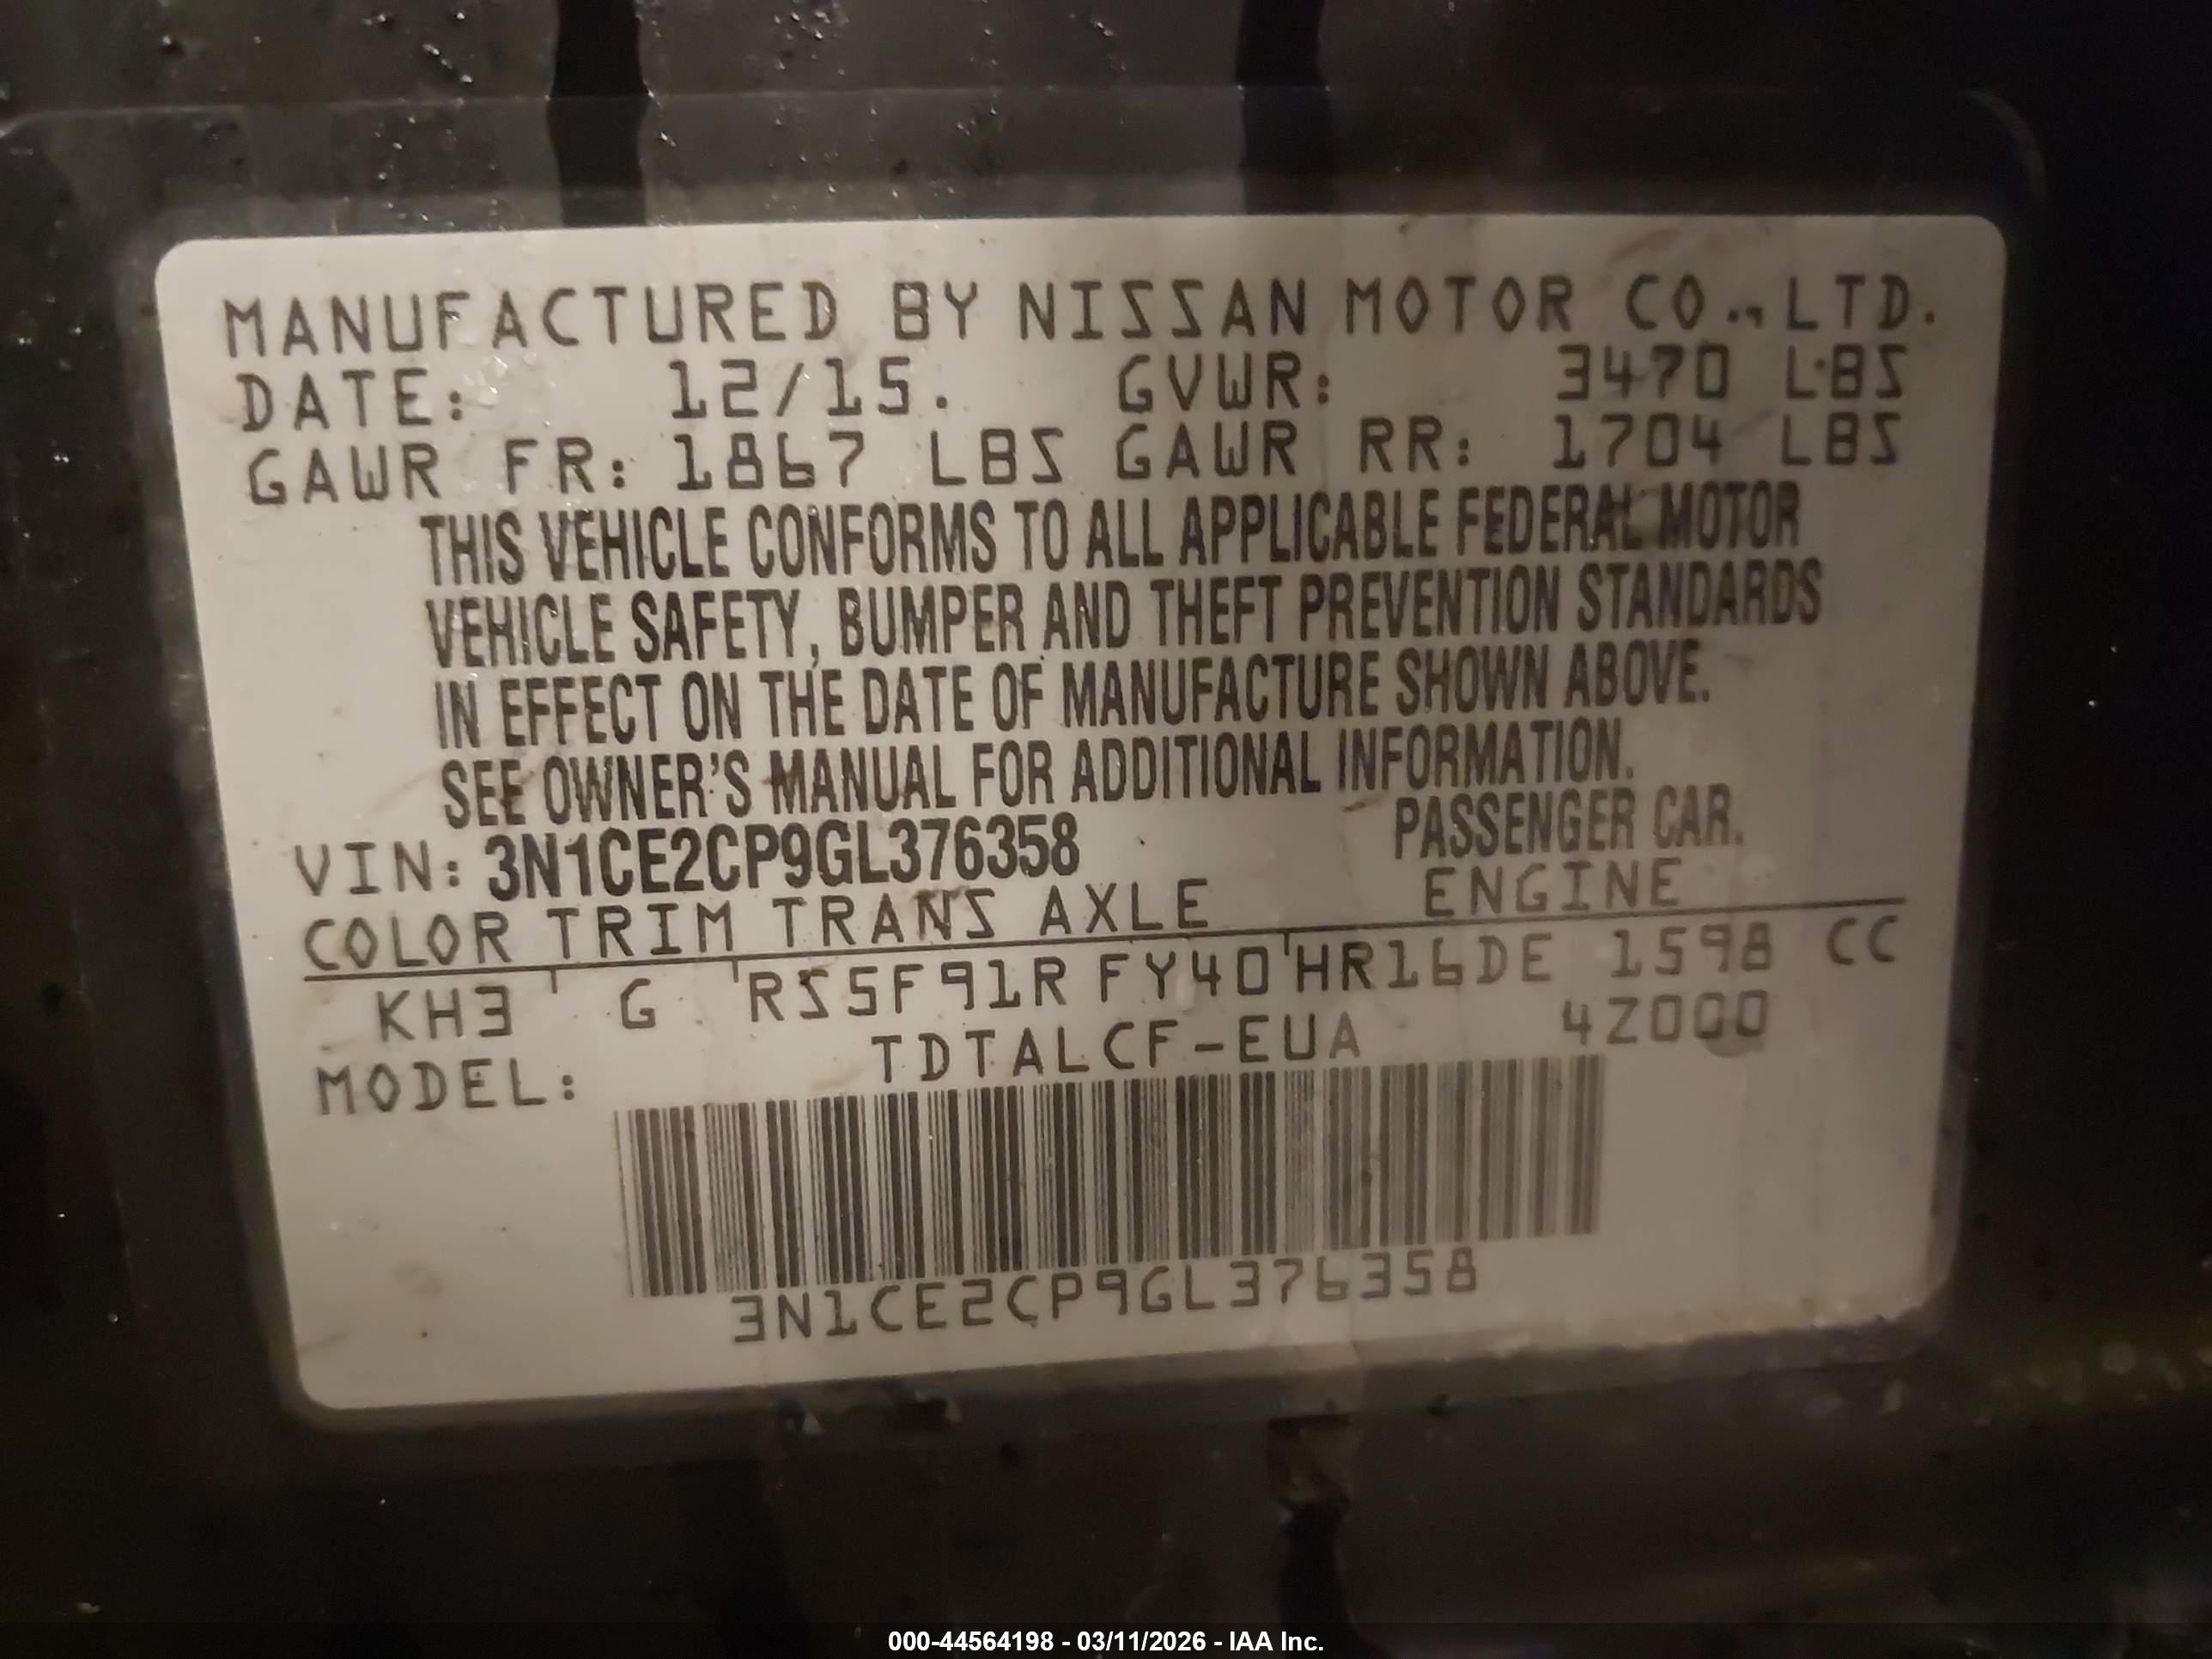 MANUFACTURED BY NISSAN MOTOR CO.,LTD.
DATE: 12/15. GVWR: 3470 LBS
GAWR FR: 1867 LBS GAWR RR: 1704 LBS
THIS VEHICLE CONFORMS TO ALL APPLICABLE FEDERAL MOTOR
VEHICLE SAFETY, BUMPER AND THEFT PREVENTION STANDARDS
IN EFFECT ON THE DATE OF MANUFACTURE SHOWN ABOVE.
SEE OWNER'S MANUAL FOR ADDITIONAL INFORMATION.
VIN: 3N1CE2CP9GL376358 PASSENGER CAR.
COLOR TRIM TRANS AXLE ENGINE
KH3 G RS5F91R FY40 HR16DE 1598 CC
MODEL: TDTALCF-EUA 4Z000
3N1CE2CP9GL376358
000-44564198 - 03/11/2026 - IAA Inc.